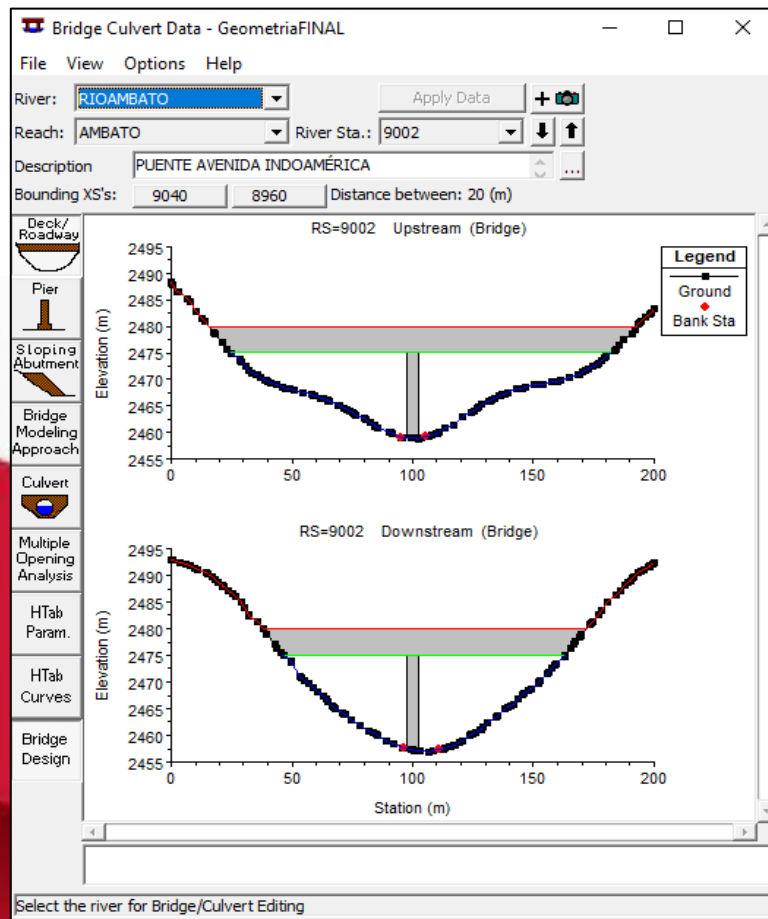 Bridge Culvert Data - GeometriaFINAL
File View Options Help
River: RIOAMBATO Apply Data +
Reach: AMBATO River Sta.: 9002
Description PUENTE AVENIDA INDOAMÉRICA ...
Bounding XS's: 9040 8960 Distance between: 20 (m)
Deck/
Roadway
Pier
Sloping
Abutment
Bridge
Modeling
Approach
Culvert
Multiple
Opening
Analysis
HTab
Param.
HTab
Curves
Bridge
Design
RS=9002 Upstream (Bridge)
Legend
Ground
Bank Sta
Elevation (m)
2495
2490
2485
2480
2475
2470
2465
2460
2455
0 50 100 150 200
RS=9002 Downstream (Bridge)
Elevation (m)
2495
2490
2485
2480
2475
2470
2465
2460
2455
0 50 100 150 200
Station (m)
Select the river for Bridge/Culvert Editing